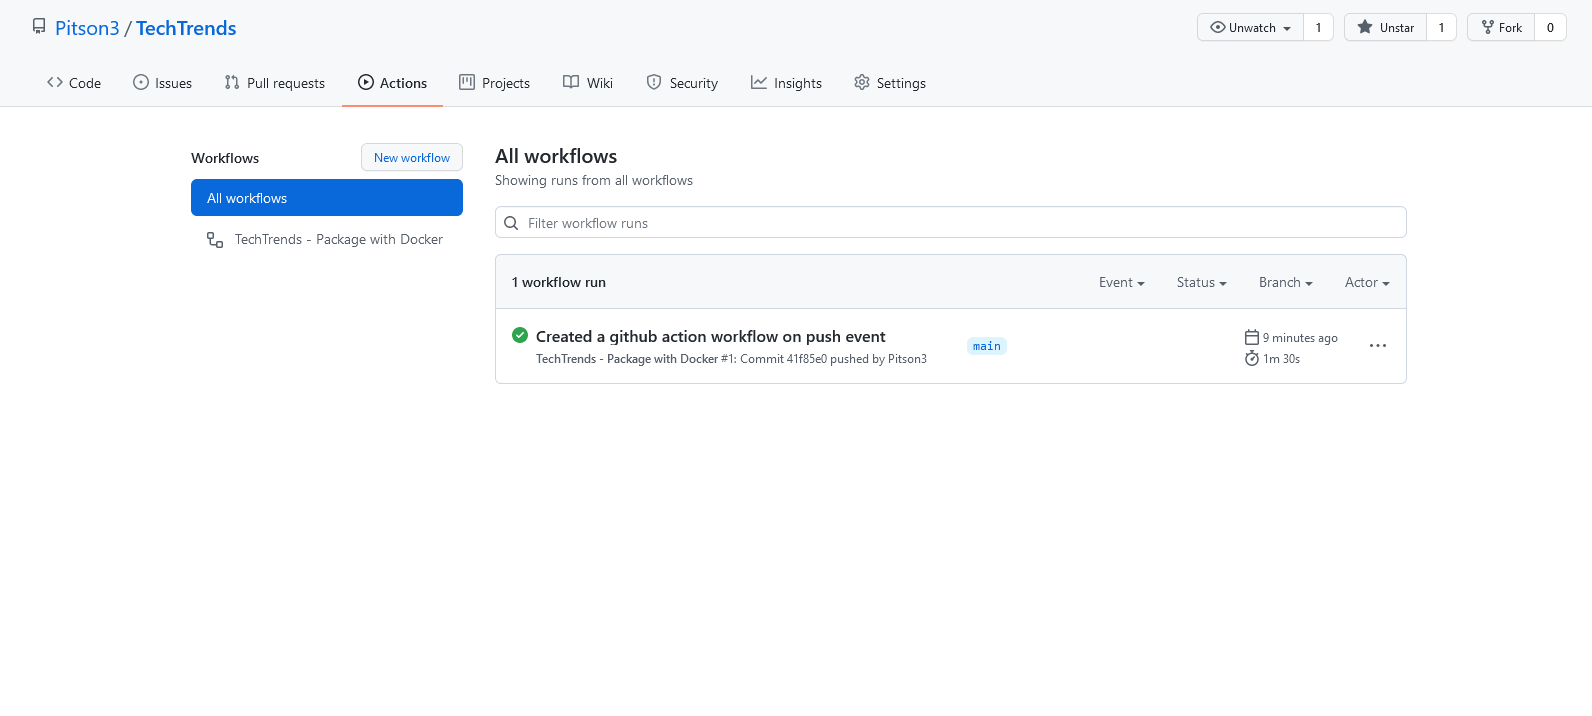 Pitson3 / TechTrends
Unwatch 1 Unstar 1 Fork 0
Code Issues Pull requests Actions Projects Wiki Security Insights Settings
Workflows
New workflow
All workflows
TechTrends - Package with Docker
All workflows
Showing runs from all workflows
Filter workflow runs
1 workflow run Event Status Branch Actor
Created a github action workflow on push event
TechTrends - Package with Docker #1: Commit 41f85e0 pushed by Pitson3
main
9 minutes ago
1m 30s